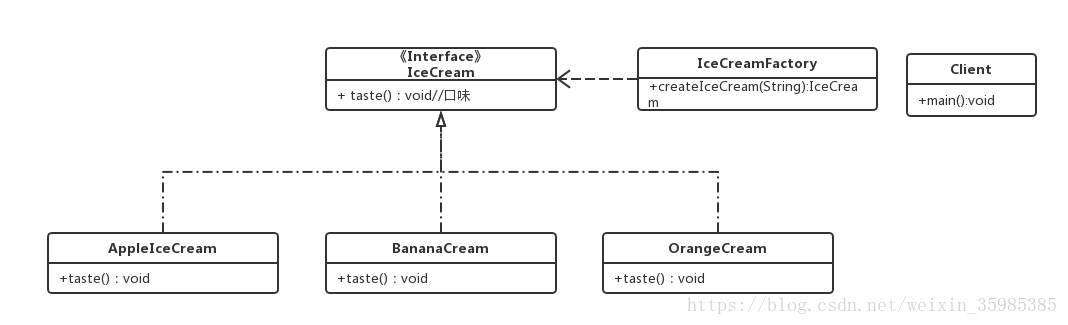 《Interface》
IceCream
+ taste() : void//口味
IceCreamFactory
+createIceCream(String):IceCrea
m
Client
+main():void
AppleIceCream
+taste() : void
BananaCream
+taste() : void
OrangeCream
+taste() : void
https://blog.csdn.net/weixin_35985385